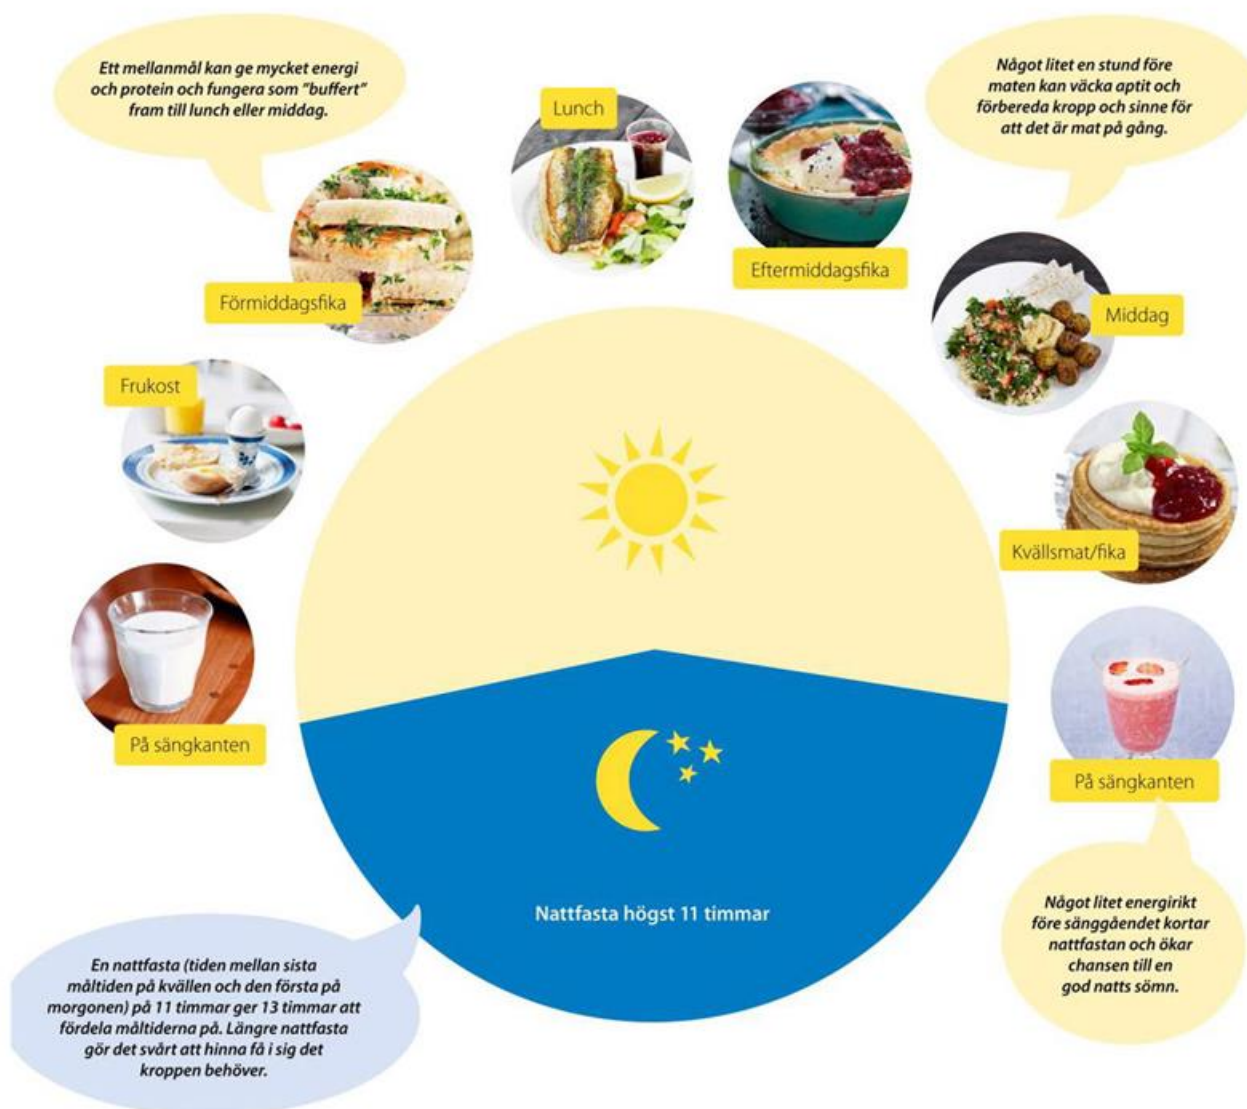 Ett mellanmål kan ge mycket energi
och protein och fungera som "buffert"
fram till lunch eller middag.
Något litet en stund före
maten kan väcka aptit och
förbereda kropp och sinne för
att det är mat på gång.
Lunch
Eftermiddagsfika
Förmiddagsfika
Middag
Frukost
Kvällsmat/fika
På sängkanten
På sängkanten
Nattfasta högst 11 timmar
Något litet energirikt
före sänggåendet kortar
nattfastan och ökar
chansen till en
god natts sömn.
En nattfasta (tiden mellan sista
måltiden på kvällen och den första på
morgonen) på 11 timmar ger 13 timmar att
fördela måltiderna på. Längre nattfasta
gör det svårt att hinna få i sig det
kroppen behöver.